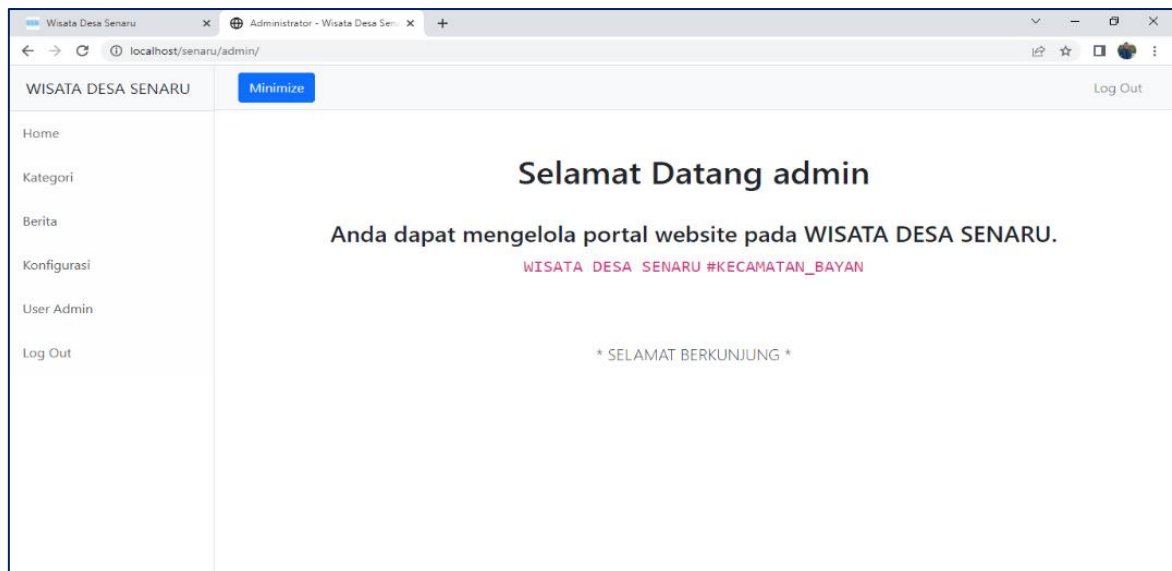 Wisata Desa Senaru
Administrator - Wisata Desa Sen
localhost/senaru/admin/
WISATA DESA SENARU
Minimize
Log Out
Home
Kategori
Berita
Konfigurasi
User Admin
Log Out
Selamat Datang admin
Anda dapat mengelola portal website pada WISATA DESA SENARU.
WISATA DESA SENARU #KECAMATAN_BAYAN
* SELAMAT BERKUNJUNG *